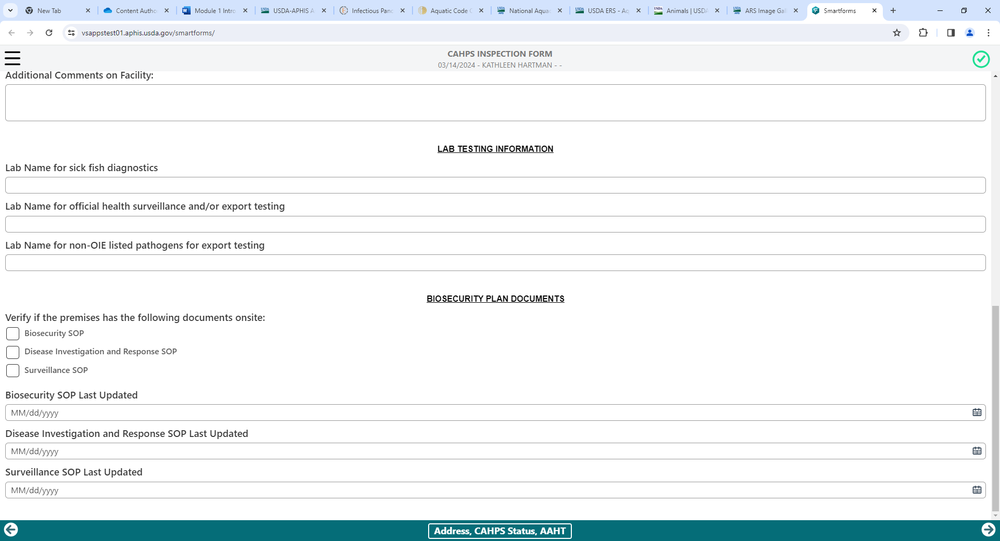 New Tab
Content Autho
Module 1 Intro
USDA-APHIS A
Infectious Panc
Aquatic Code
National Aquac
USDA ERS - Aq
Animals | USDA
ARS Image Gal
Smartforms
vsappstest01.aphis.usda.gov/smartforms/
CAHPS INSPECTION FORM
03/14/2024 - KATHLEEN HARTMAN - -
Additional Comments on Facility:
LAB TESTING INFORMATION
Lab Name for sick fish diagnostics
Lab Name for official health surveillance and/or export testing
Lab Name for non-OIE listed pathogens for export testing
BIOSECURITY PLAN DOCUMENTS
Verify if the premises has the following documents onsite:
Biosecurity SOP
Disease Investigation and Response SOP
Surveillance SOP
Biosecurity SOP Last Updated
MM/dd/yyyy
Disease Investigation and Response SOP Last Updated
MM/dd/yyyy
Surveillance SOP Last Updated
MM/dd/yyyy
Address, CAHPS Status, AAHT